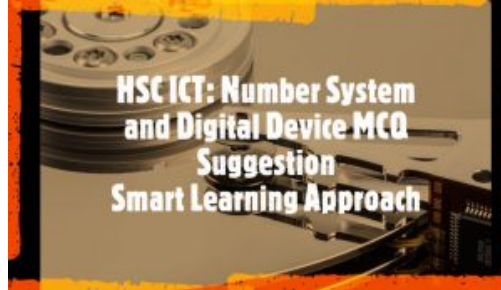 HSC ICT: Number System
and Digital Device MCQ
Suggestion
Smart Learning Approach